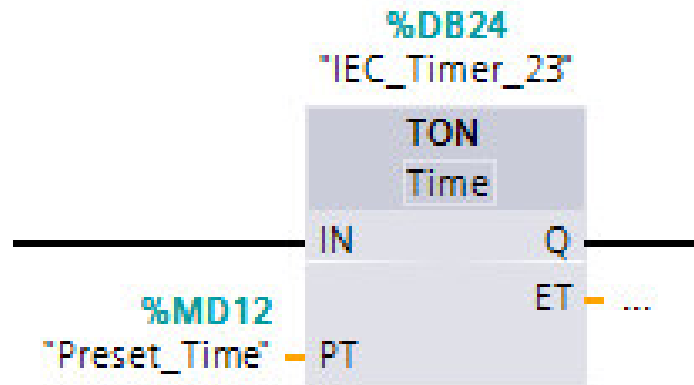 %DB24
"IEC_Timer_23"
TON
Time
IN Q
ET ...
%MD12
"Preset_Time" PT